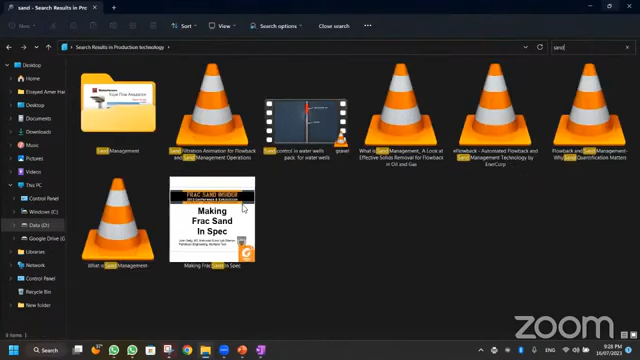 sand - Search Results in Pro
New
Sort
View
Search options
Close search
Search Results in Production technology
sand
Desktop
Home
Elsayed Amer Han
Desktop
Documents
Downloads
Music
Pictures
Videos
This PC
Control Panel
Windows (C:)
Data (D:)
Google Drive (G
Libraries
Network
Control Panel
Recycle Bin
New folder
Sand Management
Sand Filtration Animation for Flowback
and Sand Management Operations
Sand control in water wells gravel
pack for water wells
What is Sand Management, A Look at
Effective Solids Removal for Flowback
in Oil and Gas
eFlowback - Automated Flowback and
Sand Management Technology by
EnerCorp
Flowback and Sand Management-
Why Sand Quantification Matters
What is Sand Management
FRAC SAND INSIDER
2013 Conference & Exhibition
Making
Frac Sand
In Spec
Making Frac Sand In Spec
zoom
Search
ENG
9:28 PM
16/07/2023